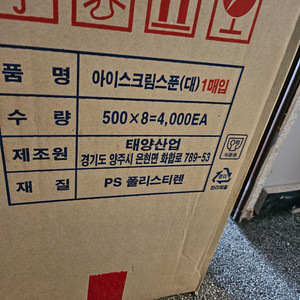 품 명 아이스크림스푼(대) 1매입
수 량 500×8=4,000EA
제조원 태양산업
경기도 양주시 은현면 화합로 789-53
재 질 PS 폴리스티렌